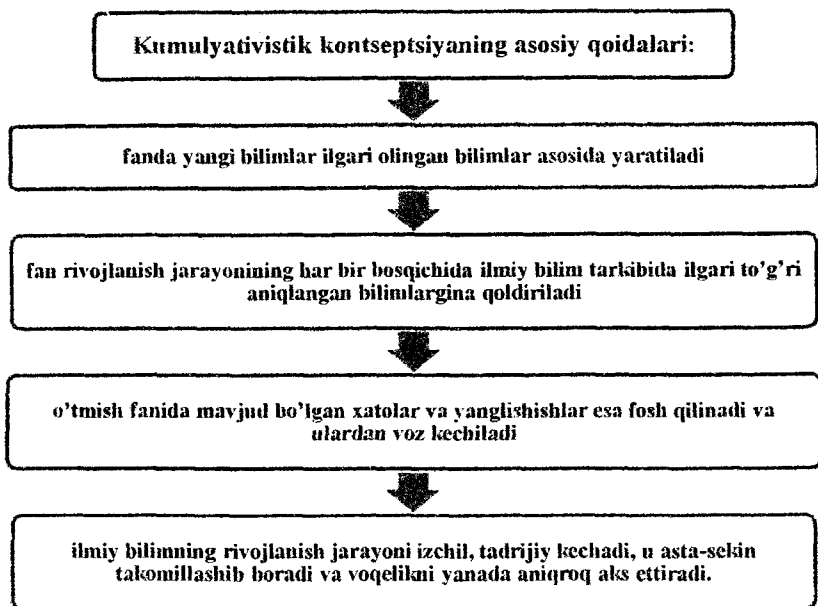 Kumulyativistik kontseptsiyaning asosiy qoidalari:
fanda yangi bilimlar ilgari olingan bilimlar asosida yaratiladi
fan rivojlanish jarayonining har bir bosqichida ilmiy bilim tarkibida ilgari to'g'ri
aniqlangan bilimlargina qoldiriladi
o'tmish fanida mavjud bo'lgan xatolar va yanglishishlar esa fosh qilinadi va
ulardan voz kechiladi
ilmiy bilimning rivojlanish jarayoni izchil, tadrijiy kechadi, u asta-sekin
takomillashib boradi va voqelikni yanada aniqroq aks ettiradi.